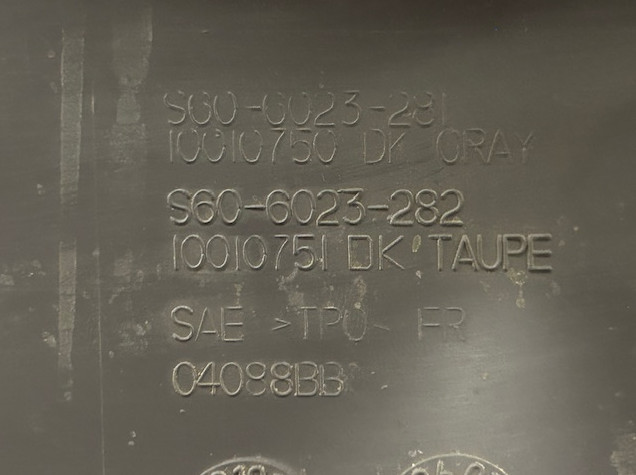 S60-6023-281
10010750 DK GRAY
S60-6023-282
10010751 DK TAUPE
SAE >TPO< FR
04088BB